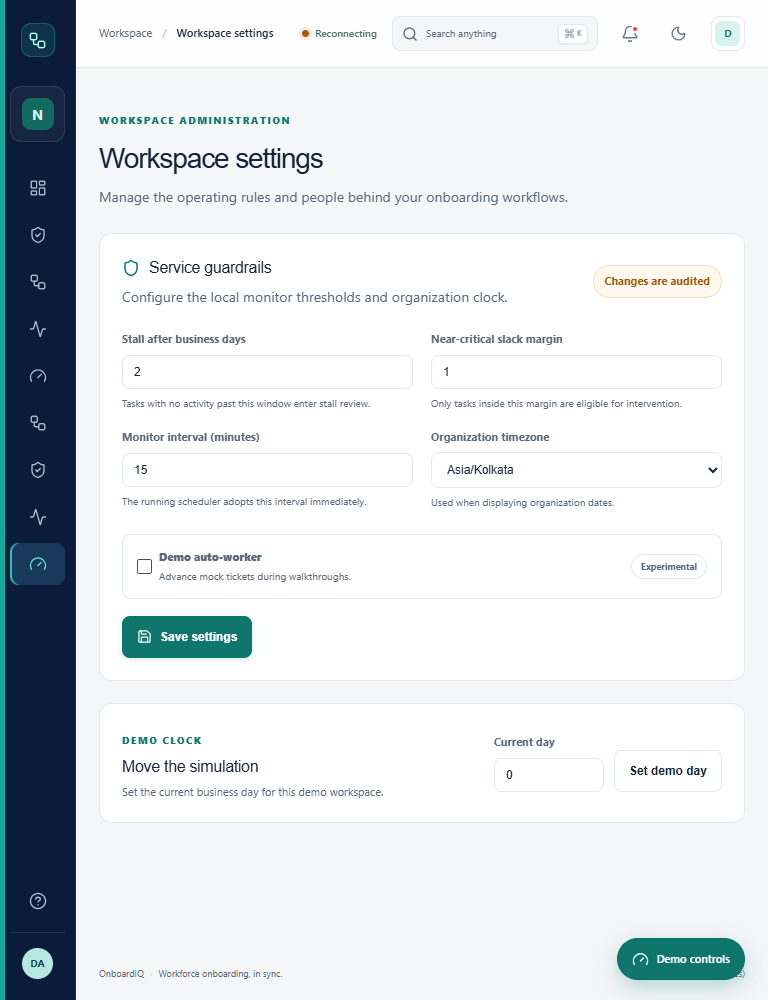 Workspace / Workspace settings
Reconnecting
Search anything
⌘ K
D
N
WORKSPACE ADMINISTRATION
Workspace settings
Manage the operating rules and people behind your onboarding workflows.
Service guardrails
Configure the local monitor thresholds and organization clock.
Changes are audited
Stall after business days
2
Tasks with no activity past this window enter stall review.
Near-critical slack margin
1
Only tasks inside this margin are eligible for intervention.
Monitor interval (minutes)
15
The running scheduler adopts this interval immediately.
Organization timezone
Asia/Kolkata
Used when displaying organization dates.
Demo auto-worker
Advance mock tickets during walkthroughs.
Experimental
Save settings
DEMO CLOCK
Move the simulation
Set the current business day for this demo workspace.
Current day
0
Set demo day
DA
OnboardIQ · Workforce onboarding, in sync.
Demo controls